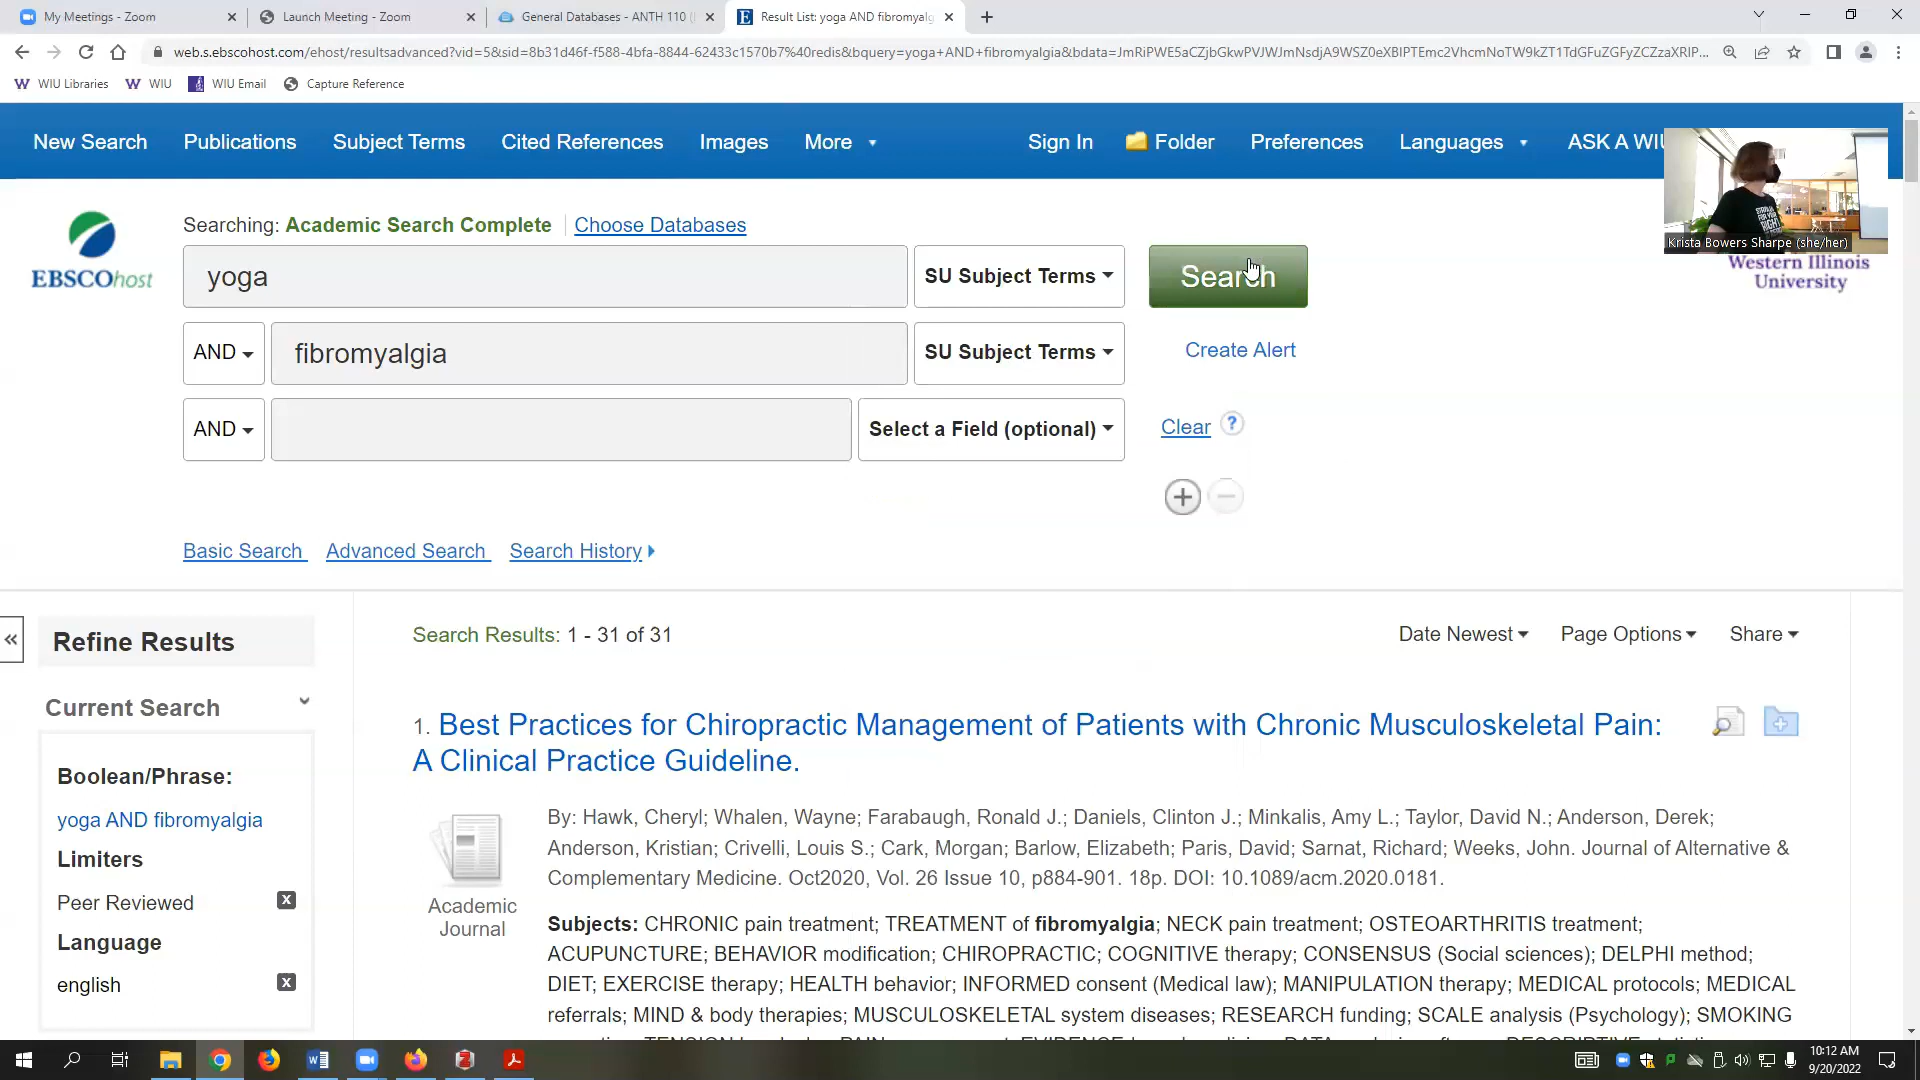 My Meetings - Zoom
Launch Meeting - Zoom
General Databases - ANTH 110 (
Result List: yoga AND fibromyalg
web.s.ebscohost.com/ehost/resultsadvanced?vid=5&sid=8b31d46f-f588-4bfa-8844-62433c1570b7%40redis&bquery=yoga+AND+fibromyalgia&bdata=JmRiPWE5aCZjbGkwPVJWJmNsdjA9WSZ0eXBlPTEmc2VhcmNoTW9kZT1TdGFuZGFyZCZzaXRlP...
WIU Libraries
WIU
WIU Email
Capture Reference
New Search
Publications
Subject Terms
Cited References
Images
More
Sign In
Folder
Preferences
Languages
ASK A WIU
Krista Bowers Sharpe (she/her)
Western Illinois
University
EBSCOhost
Searching: Academic Search Complete
Choose Databases
yoga
SU Subject Terms
Search
AND
fibromyalgia
SU Subject Terms
Create Alert
AND
Select a Field (optional)
Clear
?
Basic Search
Advanced Search
Search History
Refine Results
Search Results: 1 - 31 of 31
Date Newest
Page Options
Share
Current Search
Boolean/Phrase:
yoga AND fibromyalgia
Limiters
Peer Reviewed
Language
english
1. Best Practices for Chiropractic Management of Patients with Chronic Musculoskeletal Pain:
A Clinical Practice Guideline.
Academic
Journal
By: Hawk, Cheryl; Whalen, Wayne; Farabaugh, Ronald J.; Daniels, Clinton J.; Minkalis, Amy L.; Taylor, David N.; Anderson, Derek;
Anderson, Kristian; Crivelli, Louis S.; Cark, Morgan; Barlow, Elizabeth; Paris, David; Sarnat, Richard; Weeks, John. Journal of Alternative &
Complementary Medicine. Oct2020, Vol. 26 Issue 10, p884-901. 18p. DOI: 10.1089/acm.2020.0181.
Subjects: CHRONIC pain treatment; TREATMENT of fibromyalgia; NECK pain treatment; OSTEOARTHRITIS treatment;
ACUPUNCTURE; BEHAVIOR modification; CHIROPRACTIC; COGNITIVE therapy; CONSENSUS (Social sciences); DELPHI method;
DIET; EXERCISE therapy; HEALTH behavior; INFORMED consent (Medical law); MANIPULATION therapy; MEDICAL protocols; MEDICAL
referrals; MIND & body therapies; MUSCULOSKELETAL system diseases; RESEARCH funding; SCALE analysis (Psychology); SMOKING
10:12 AM
9/20/2022